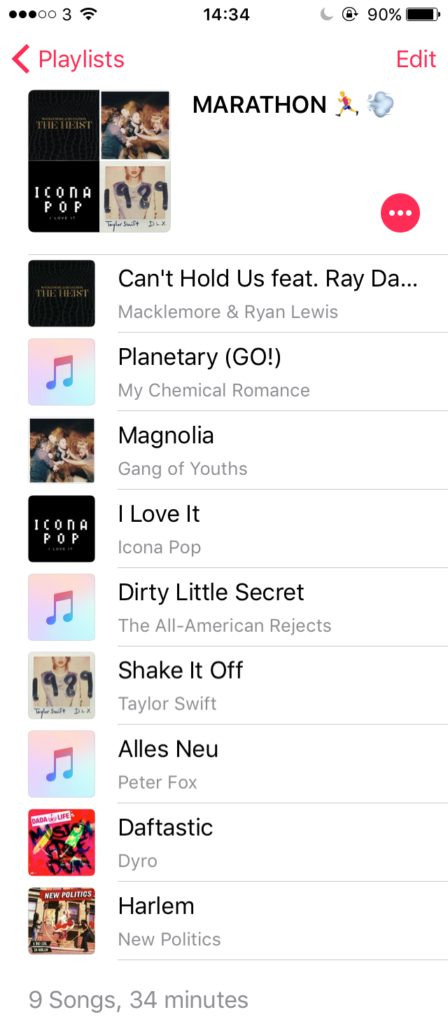 3 14:34 90%
Playlists Edit
MARATHON 🏃‍♀️💨
THE HEIST
ICONA
POP
I LOVE IT
1989
Taylor Swift DLX
THE HEIST
Can't Hold Us feat. Ray Da...
Macklemore & Ryan Lewis
Planetary (GO!)
My Chemical Romance
Magnolia
Gang of Youths
ICONA
POP
I LOVE IT
I Love It
Icona Pop
Dirty Little Secret
The All-American Rejects
1989
Taylor Swift DLX
Shake It Off
Taylor Swift
Alles Neu
Peter Fox
DADA LIFE
Daftastic
Dyro
NEW POLITICS
Harlem
New Politics
9 Songs, 34 minutes